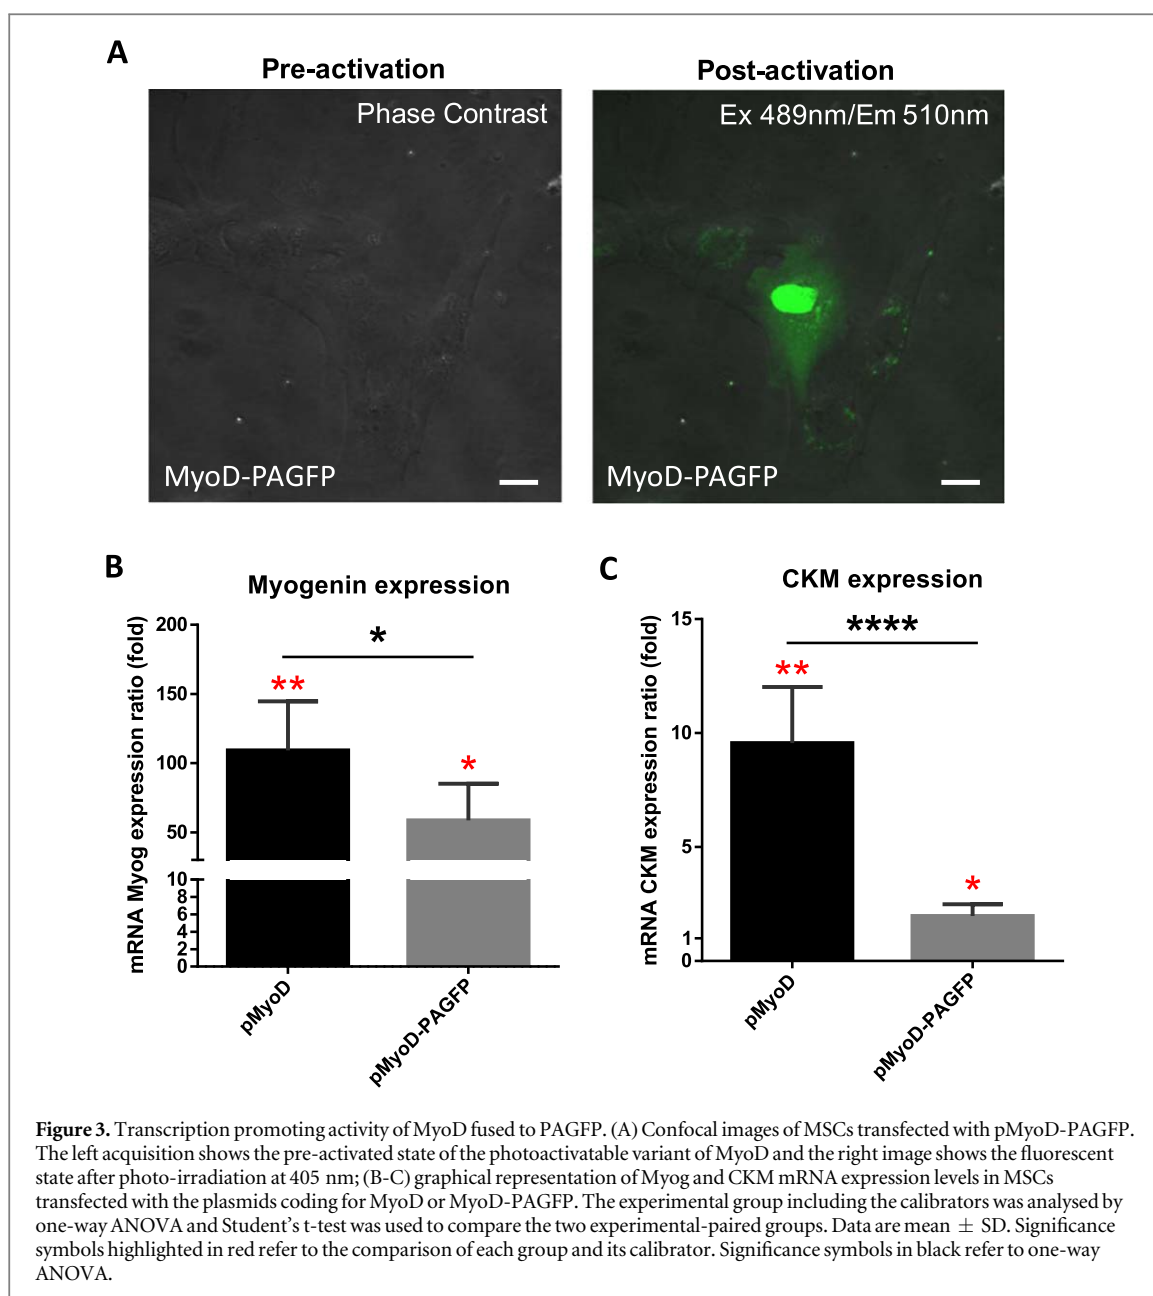 A
Pre-activation
Post-activation
Phase Contrast
Ex 489nm/Em 510nm
MyoD-PAGFP
MyoD-PAGFP
B
Myogenin expression
mRNA Myog expression ratio (fold)
200
150
100
50
10
8
6
4
2
0
*
**
*
pMyoD
pMyoD-PAGFP
C
CKM expression
mRNA CKM expression ratio (fold)
15
10
5
1
0
****
**
*
pMyoD
pMyoD-PAGFP
Figure 3. Transcription promoting activity of MyoD fused to PAGFP. (A) Confocal images of MSCs transfected with pMyoD-PAGFP.
The left acquisition shows the pre-activated state of the photoactivatable variant of MyoD and the right image shows the fluorescent
state after photo-irradiation at 405 nm; (B-C) graphical representation of Myog and CKM mRNA expression levels in MSCs
transfected with the plasmids coding for MyoD or MyoD-PAGFP. The experimental group including the calibrators was analysed by
one-way ANOVA and Student's t-test was used to compare the two experimental-paired groups. Data are mean ± SD. Significance
symbols highlighted in red refer to the comparison of each group and its calibrator. Significance symbols in black refer to one-way
ANOVA.